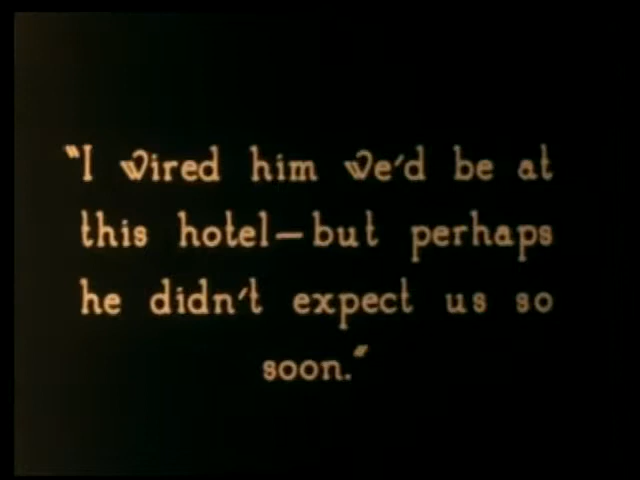 "I wired him we'd be at
this hotel—but perhaps
he didn't expect us so
soon."